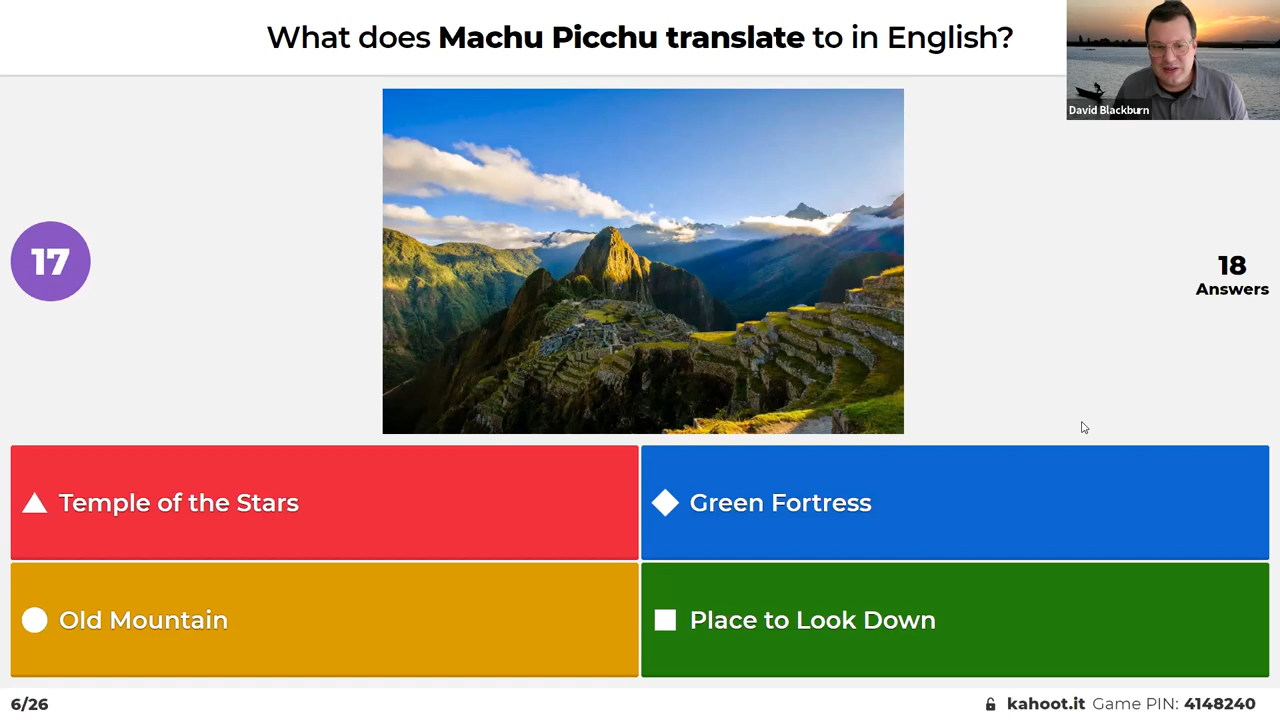 What does Machu Picchu translate to in English?
David Blackburn
17
18
Answers
Temple of the Stars
Green Fortress
Old Mountain
Place to Look Down
6/26
kahoot.it Game PIN: 4148240